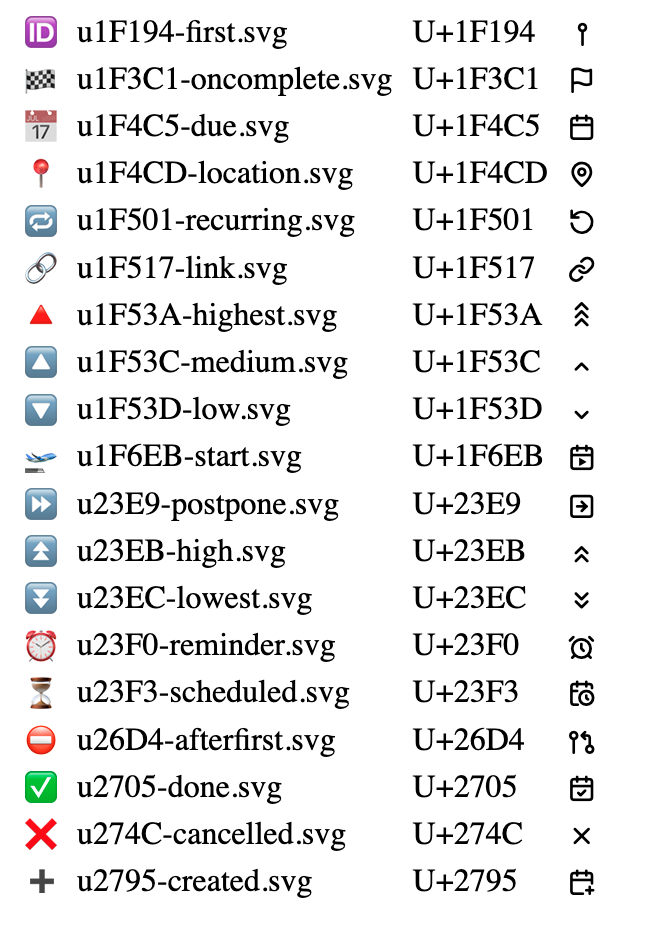 🆔 u1F194-first.svg U+1F194
🏁 u1F3C1-oncomplete.svg U+1F3C1
📅 u1F4C5-due.svg U+1F4C5
📍 u1F4CD-location.svg U+1F4CD
🔁 u1F501-recurring.svg U+1F501
🔗 u1F517-link.svg U+1F517
🔺 u1F53A-highest.svg U+1F53A
🔼 u1F53C-medium.svg U+1F53C
🔽 u1F53D-low.svg U+1F53D
🛫 u1F6EB-start.svg U+1F6EB
⏩ u23E9-postpone.svg U+23E9
⏫ u23EB-high.svg U+23EB
⏬ u23EC-lowest.svg U+23EC
⏰ u23F0-reminder.svg U+23F0
⏳ u23F3-scheduled.svg U+23F3
⛔ u26D4-afterfirst.svg U+26D4
✅ u2705-done.svg U+2705
❌ u274C-cancelled.svg U+274C
➕ u2795-created.svg U+2795